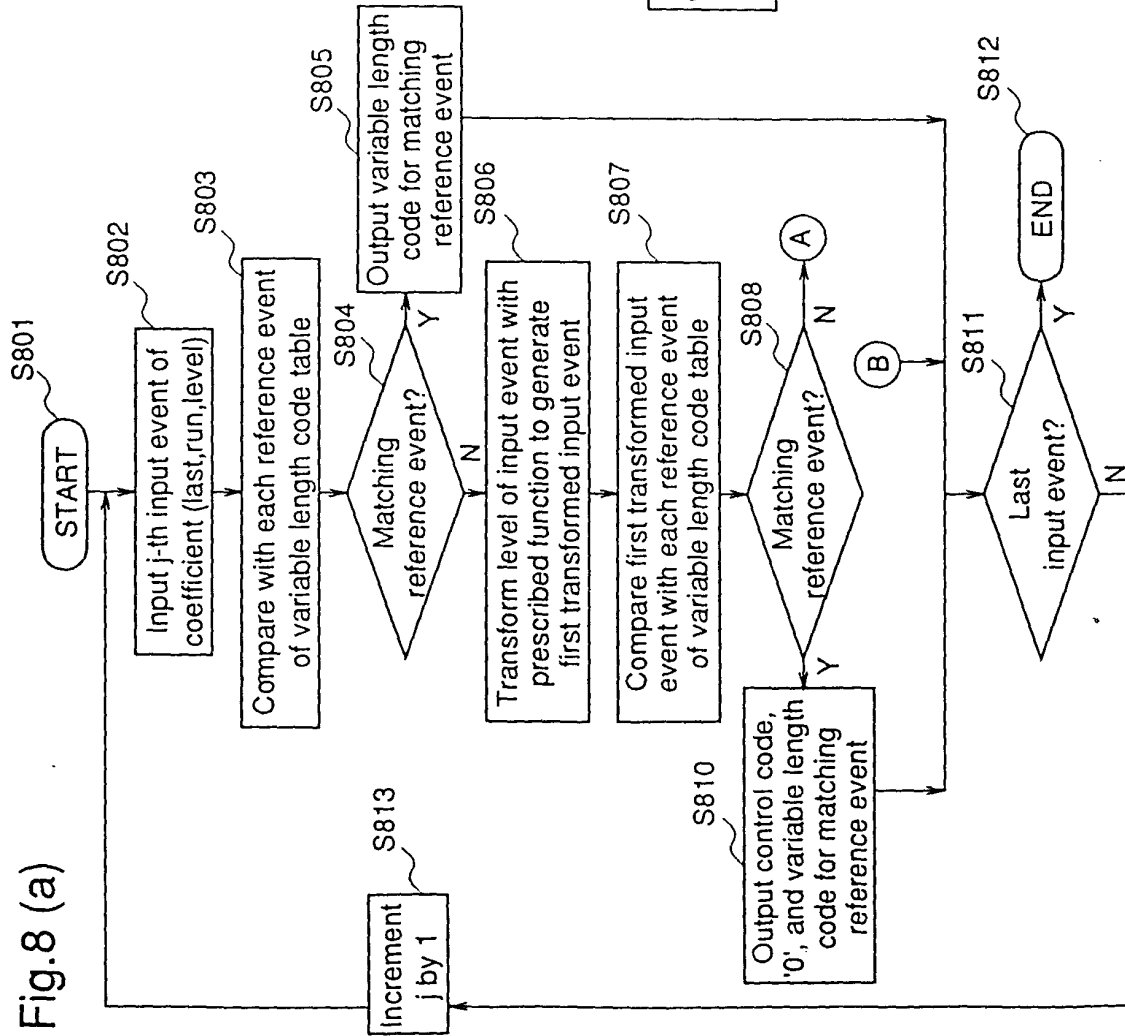 Fig.8 (a)
START
S801
Input j-th input event of
coefficient (last,run,level)
S802
Compare with each reference event
of variable length code table
S803
Matching
reference event?
S804
Y
N
Output variable length
code for matching
reference event
S805
Transform level of input event with
prescribed function to generate
first transformed input event
S806
Compare first transformed input
event with each reference event
of variable length code table
S807
Matching
reference event?
S808
N
A
Y
Output control code,
'0', and variable length
code for matching
reference event
S810
B
Last
input event?
S811
Y
N
END
S812
Increment
j by 1
S813